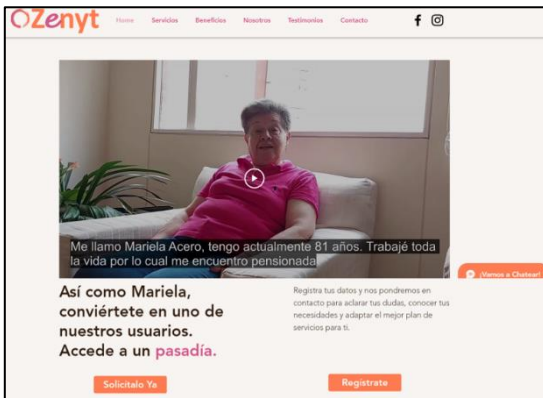 Zenyt
Home Servicios Beneficios Nosotros Testimonios Contacto
Me llamo Mariela Acero, tengo actualmente 81 años. Trabajé toda
la vida por lo cual me encuentro pensionada
¡Vamos a Chatear!
Así como Mariela,
conviértete en uno de
nuestros usuarios.
Accede a un pasadía.
Registra tus datos y nos pondremos en
contacto para aclarar tus dudas, conocer tus
necesidades y adaptar el mejor plan de
servicios para ti.
Solicítalo Ya
Regístrate